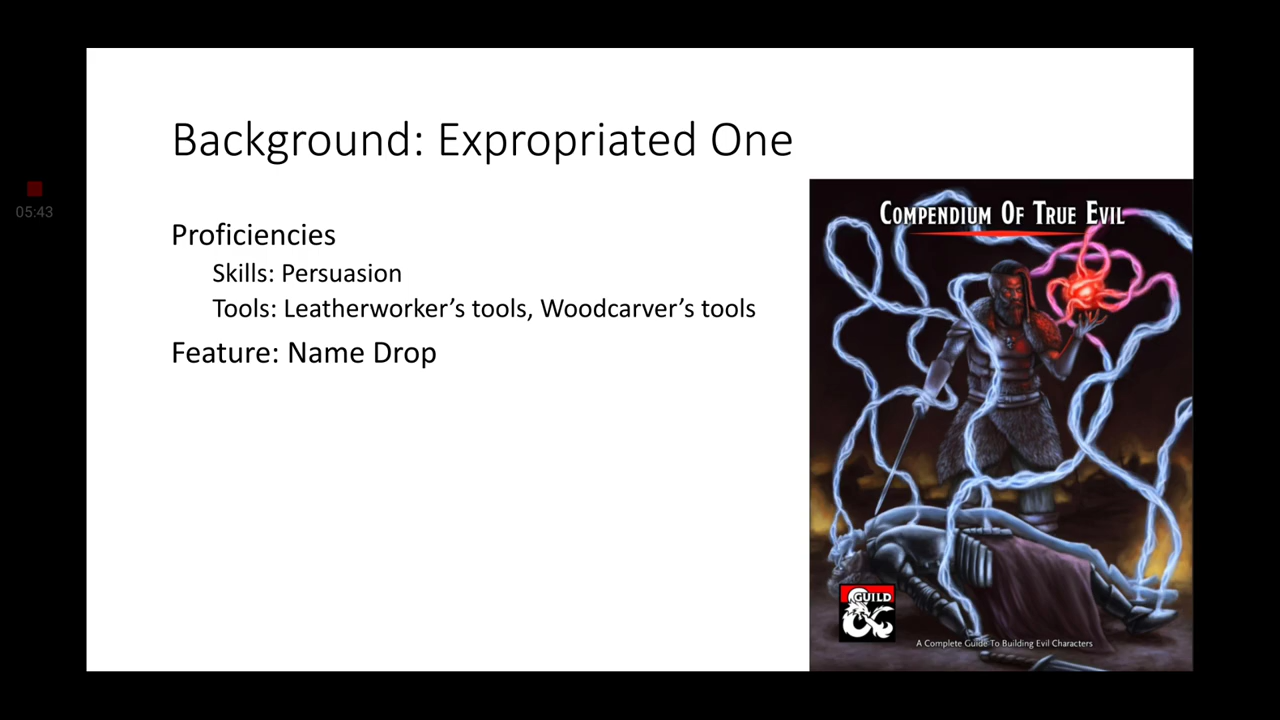 Background: Expropriated One
05:43
Proficiencies
Skills: Persuasion
Tools: Leatherworker’s tools, Woodcarver’s tools
Feature: Name Drop
COMPENDIUM OF TRUE EVIL
GUILD
A Complete Guide To Building Evil Characters